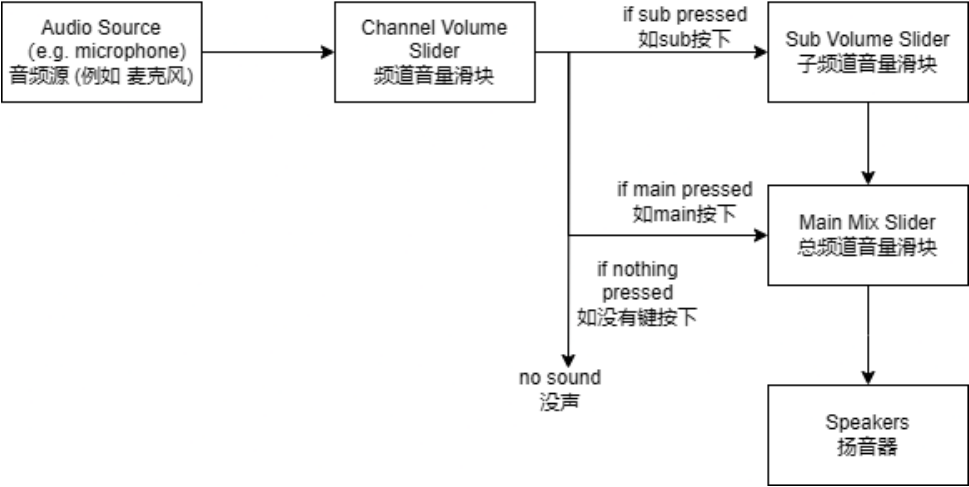 Audio Source
(e.g. microphone)
音频源 (例如 麦克风)
Channel Volume
Slider
频道音量滑块
if sub pressed
如sub按下
Sub Volume Slider
子频道音量滑块
if main pressed
如main按下
Main Mix Slider
总频道音量滑块
if nothing
pressed
如没有键按下
no sound
没声
Speakers
扬音器